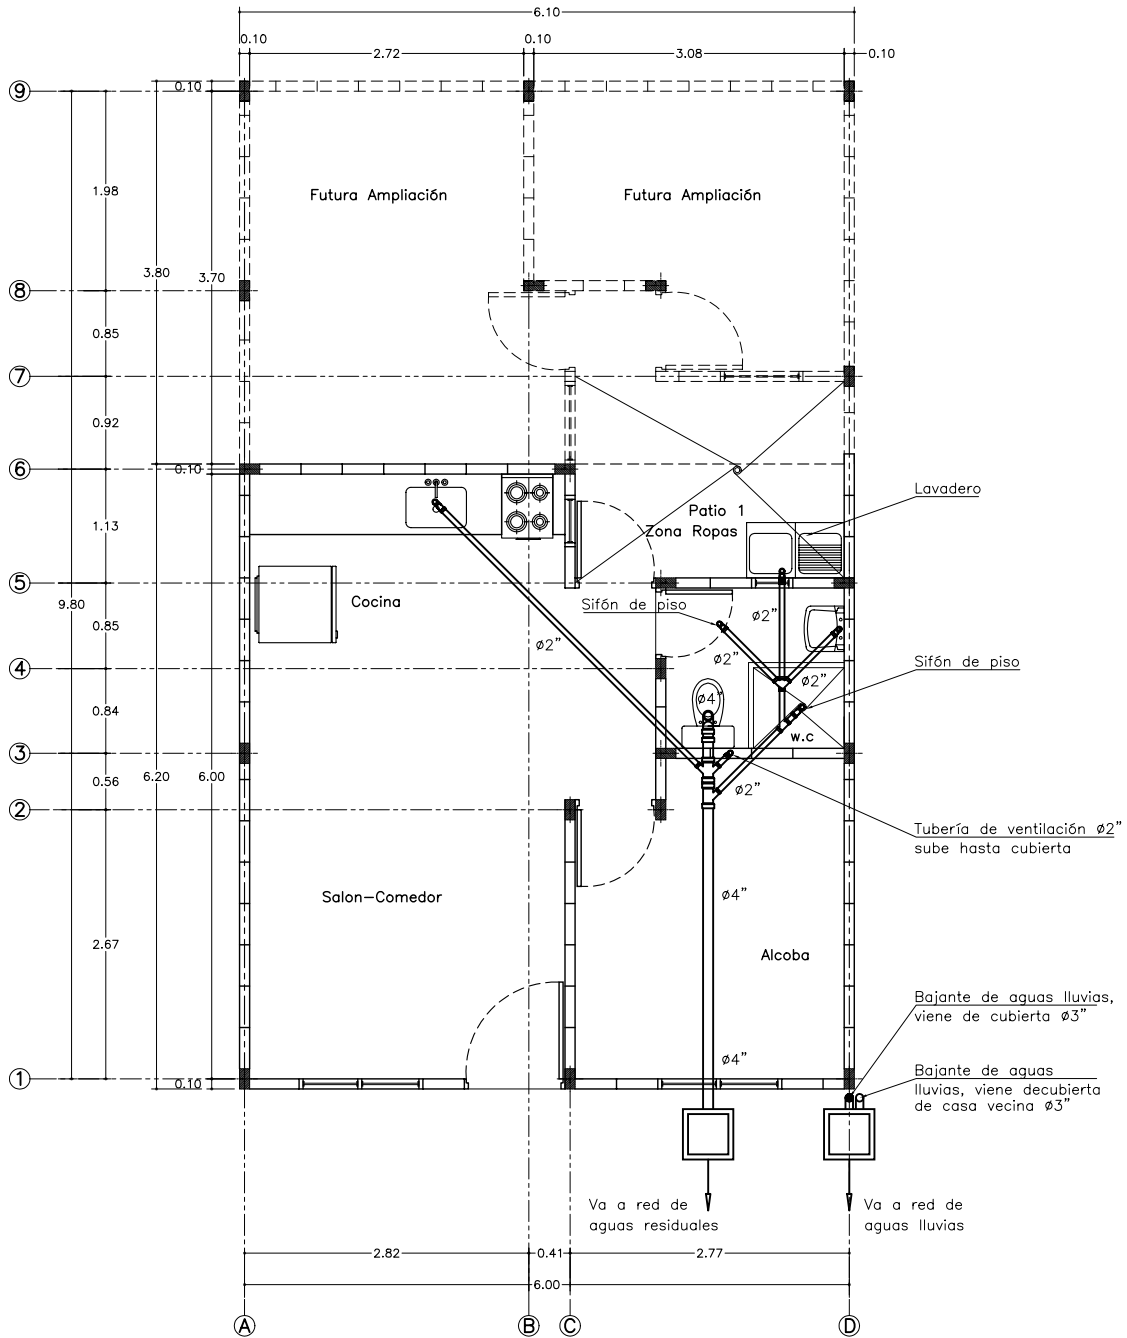 6.10
0.10
0.10
2.72
3.08
0.10
9
0.10
1.98
Futura Ampliación
Futura Ampliación
3.80
3.70
8
0.85
7
0.92
6
0.10
Lavadero
Patio 1
Zona Ropas
1.13
5
9.80
Cocina
Sifón de piso
0.85
ø2"
ø2"
ø2"
Sifón de piso
4
ø2"
ø4"
0.84
w.c
3
6.20
6.00
0.56
ø2"
2
Tubería de ventilación ø2"
sube hasta cubierta
Salon-Comedor
ø4"
2.67
Alcoba
Bajante de aguas lluvias,
viene de cubierta ø3"
ø4"
1
0.10
Bajante de aguas
lluvias, viene decubierta
de casa vecina ø3"
Va a red de
aguas residuales
Va a red de
aguas lluvias
2.82
0.41
2.77
6.00
A
B
C
D